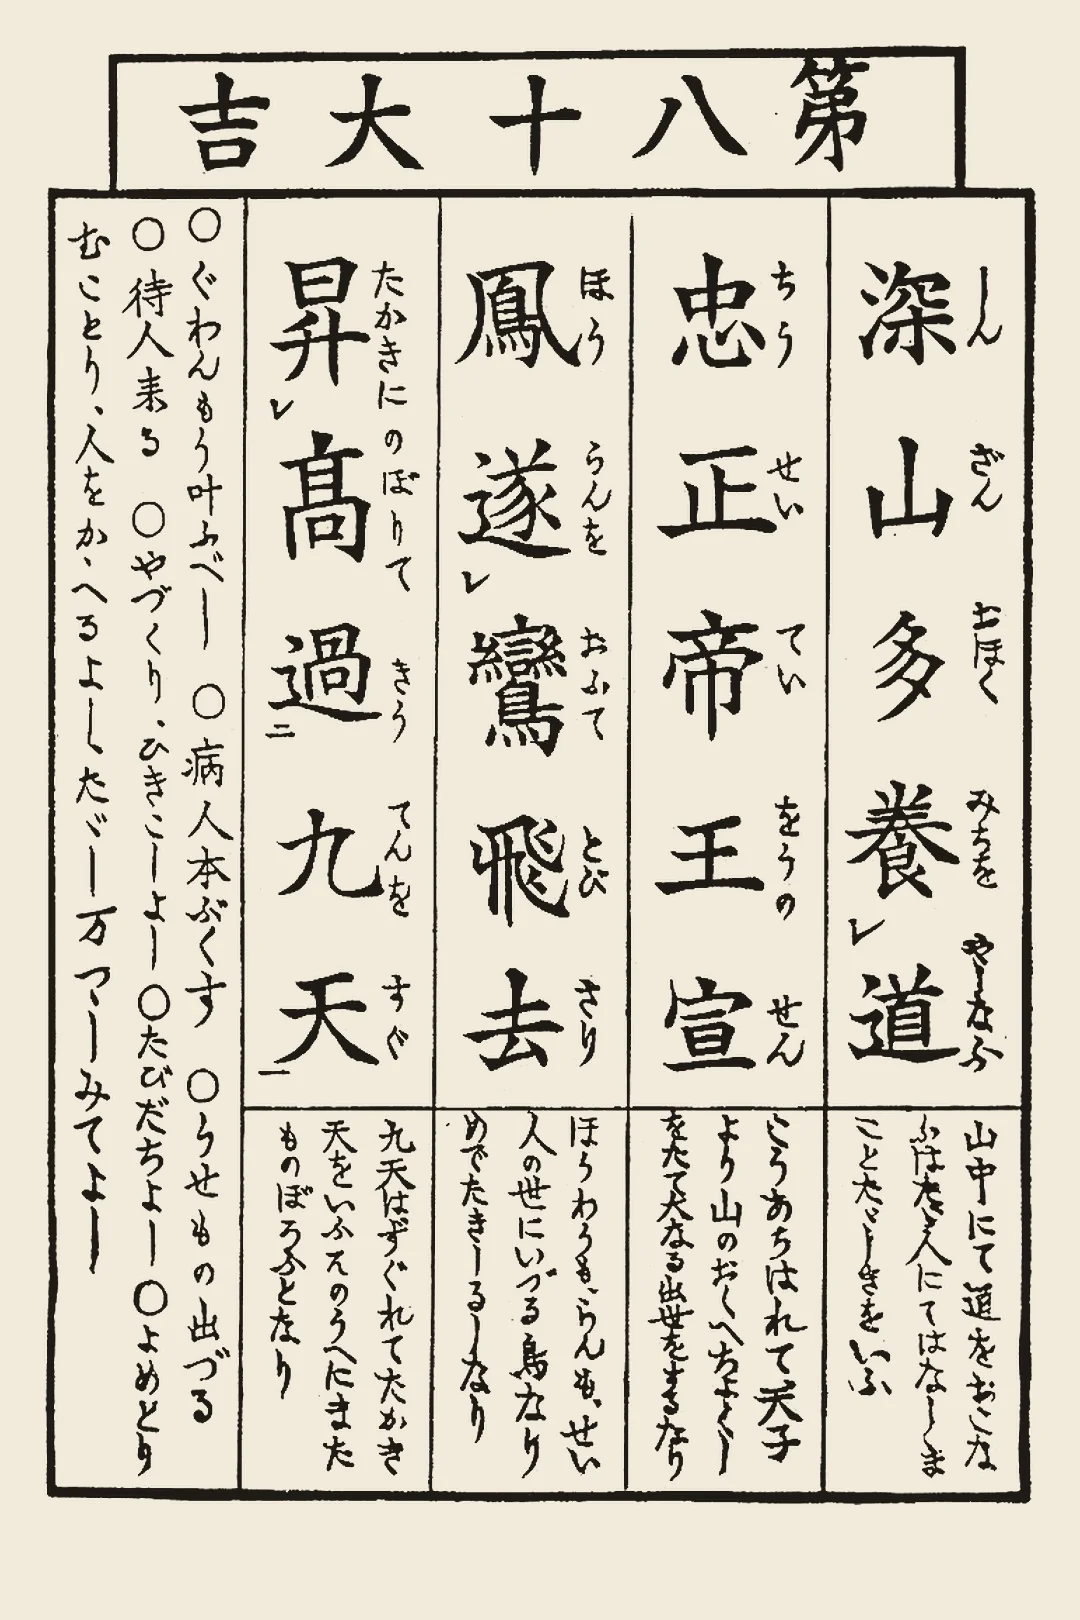 第八十大吉
深山多養レ道
しん ざん おほく みちを やしなふ
山中にて道をおこな
ふはたゞ人にてはなしま
ことたゞしきをいふ
忠正帝王宣
ちう せい てい をうの せん
こうあらはれて天子
より山のおくへちよくし
をたて大なる出世をするなり
鳳遂レ鸞飛去
ほう らんを おふて とび さり
ほうわうも、らんも、せい
人の世にいづる鳥なり
めでたきしるしなり
昇レ高過二九天一
たかきに のぼりて きう てんを すぐ
九天はすぐれてたかき
天をいふそのうへにまた
ものぼろふとなり
○ぐわんもう叶ふべし ○病人本ぶくす ○うせもの出づる
○待人来る ○やづくり、ひきこしよし ○たびだちよし ○よめとり
むことり、人をかゝへるよし、たゞし万つゝしみてよし